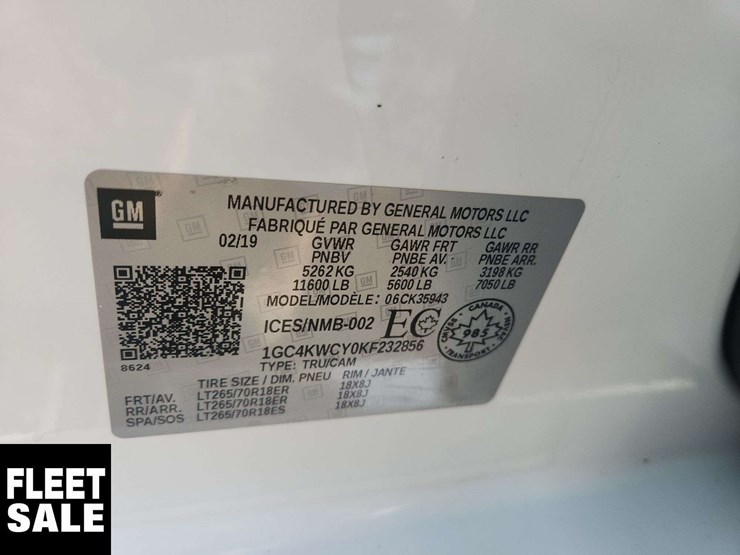 GM
MANUFACTURED BY GENERAL MOTORS LLC
FABRIQUÉ PAR GENERAL MOTORS LLC
02/19 GVWR GAWR FRT GAWR RR
PNBV PNBE AV. PNBE ARR.
5262 KG 2540 KG 3198 KG
11600 LB 5600 LB 7050 LB
MODEL/MODÈLE: 06CK35943
ICES/NMB-002 EC
CANADA
985
TRANSPORT
1GC4KWCY0KF232856
8624
TYPE: TRU/CAM
TIRE SIZE / DIM. PNEU RIM / JANTE
FRT/AV. LT265/70R18ER 18X8J
RR/ARR. LT265/70R18ER 18X8J
SPA/SOS LT265/70R18ES 18X8J
FLEET
SALE